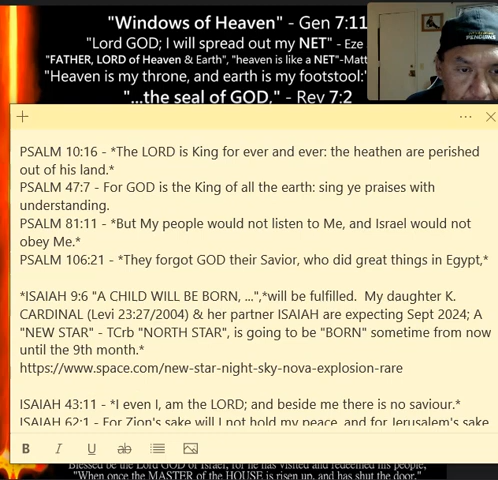 "Windows of Heaven" - Gen 7:11
"Lord GOD; I will spread out my NET" - Eze
"FATHER, LORD of Heaven & Earth", "heaven is like a NET"-Matt
"Heaven is my throne, and earth is my footstool:"
"...the seal of GOD," - Rev 7:2
PENGUINS
PSALM 10:16 - *The LORD is King for ever and ever: the heathen are perished
out of his land.*
PSALM 47:7 - For GOD is the King of all the earth: sing ye praises with
understanding.
PSALM 81:11 - *But My people would not listen to Me, and Israel would not
obey Me.*
PSALM 106:21 - *They forgot GOD their Savior, who did great things in Egypt,*
*ISAIAH 9:6 "A CHILD WILL BE BORN, ...",*will be fulfilled.  My daughter K.
CARDINAL (Levi 23:27/2004) & her partner ISAIAH are expecting Sept 2024; A
"NEW STAR" - TCrb "NORTH STAR", is going to be "BORN" sometime from now
until the 9th month.*
https://www.space.com/new-star-night-sky-nova-explosion-rare
ISAIAH 43:11 - *I even I, am the LORD; and beside me there is no saviour.*
ISAIAH 62:1 - For Zion's sake will I not hold my peace, and for Jerusalem's sake
B I U ab
Blessed be the Lord GOD of Israel, for he has visited and redeemed his people,
"When once the MASTER of the HOUSE is risen up, and has shut the door,"